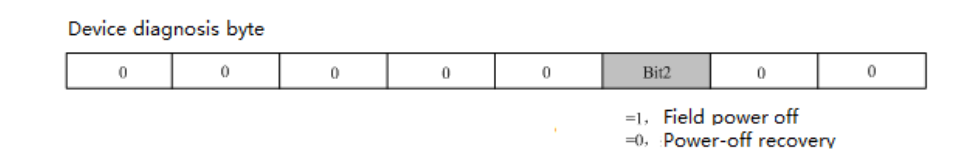 Device diagnosis byte
0 0 0 0 0 Bit2 0 0
=1, Field power off
=0, Power-off recovery